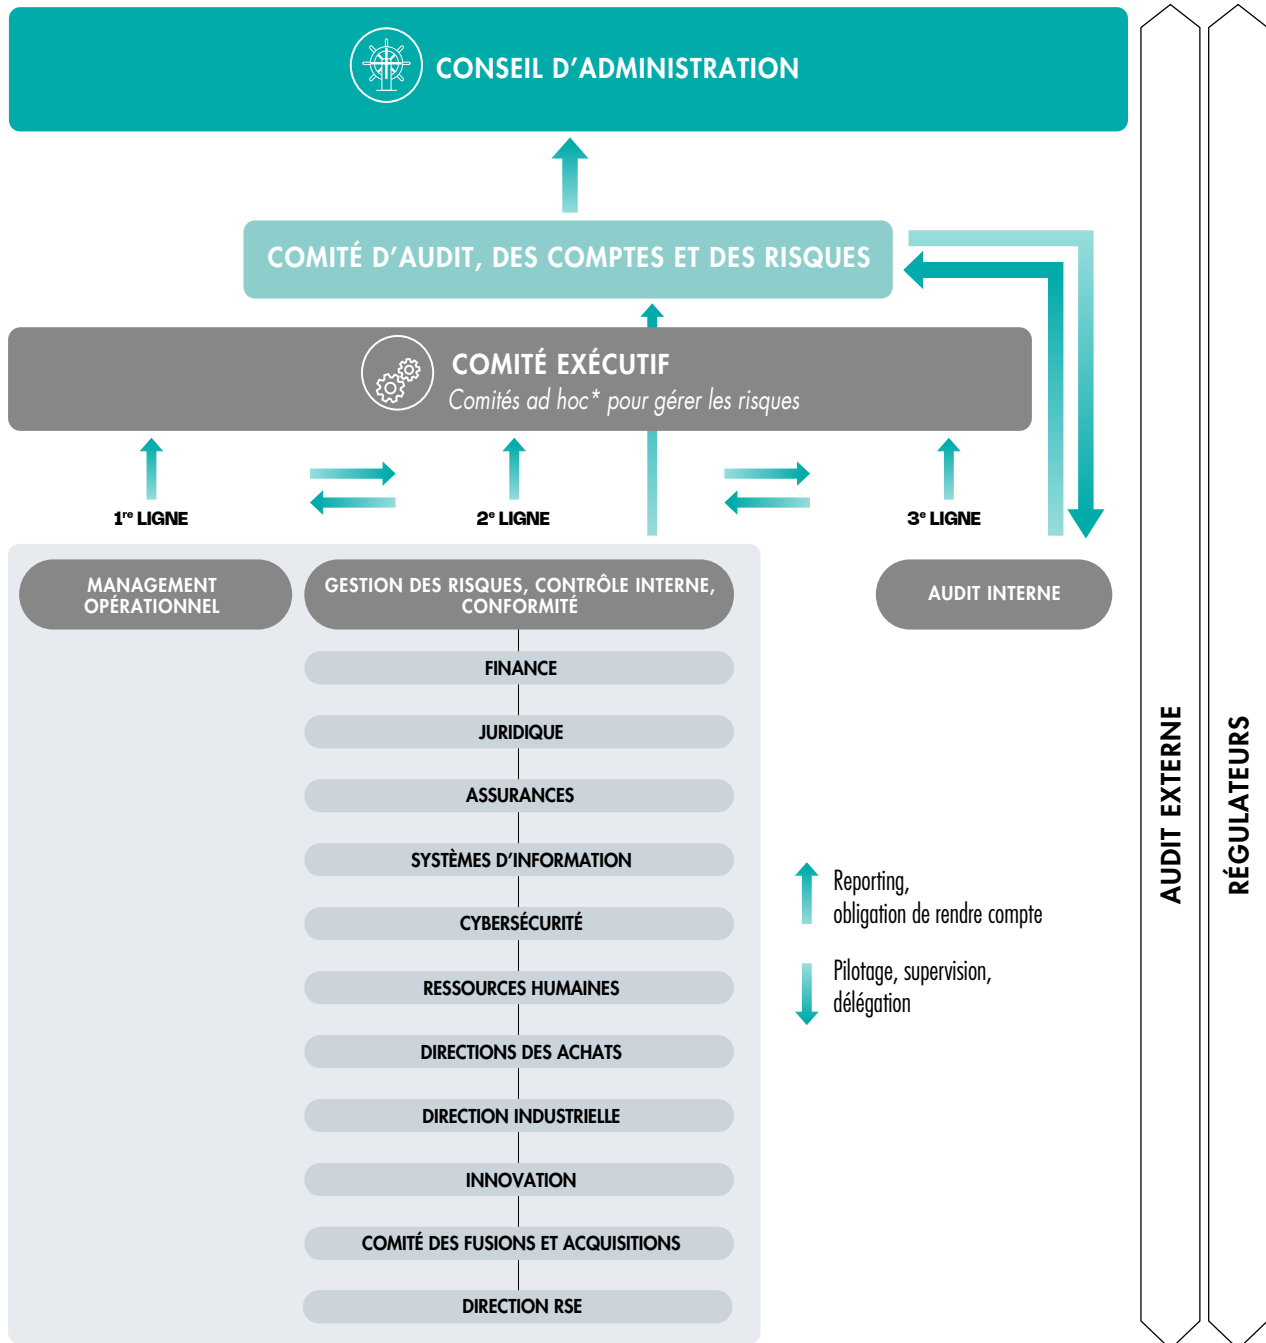 CONSEIL D’ADMINISTRATION
COMITÉ D’AUDIT, DES COMPTES ET DES RISQUES
COMITÉ EXÉCUTIF
Comités ad hoc* pour gérer les risques
1re LIGNE
2e LIGNE
3e LIGNE
MANAGEMENT
OPÉRATIONNEL
GESTION DES RISQUES, CONTRÔLE INTERNE,
CONFORMITÉ
AUDIT INTERNE
FINANCE
JURIDIQUE
ASSURANCES
SYSTÈMES D’INFORMATION
CYBERSÉCURITÉ
RESSOURCES HUMAINES
DIRECTIONS DES ACHATS
DIRECTION INDUSTRIELLE
INNOVATION
COMITÉ DES FUSIONS ET ACQUISITIONS
DIRECTION RSE
Reporting,
obligation de rendre compte
Pilotage, supervision,
délégation
AUDIT EXTERNE
RÉGULATEURS